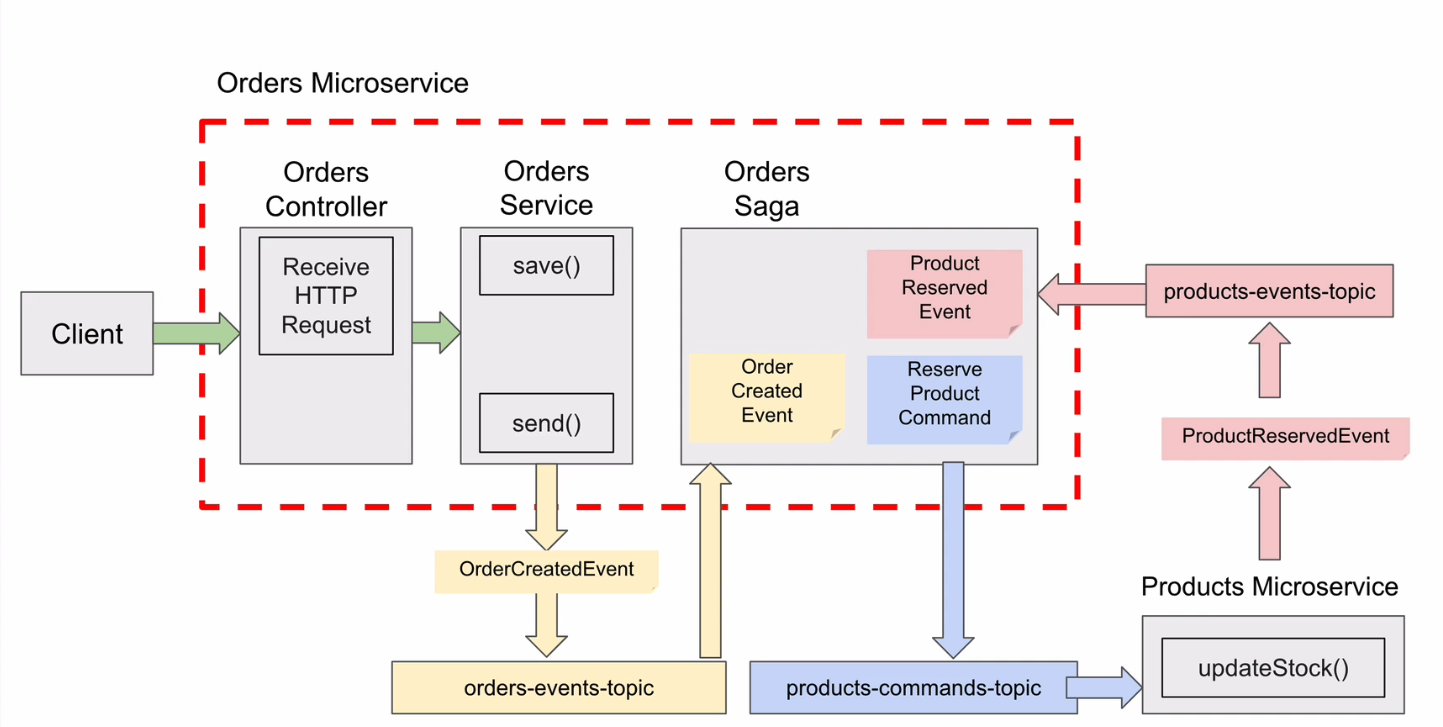 Orders Microservice
Orders
Controller
Orders
Service
Orders
Saga
Client
Receive
HTTP
Request
save()
send()
Order
Created
Event
Product
Reserved
Event
Reserve
Product
Command
products-events-topic
ProductReservedEvent
OrderCreatedEvent
Products Microservice
orders-events-topic
products-commands-topic
updateStock()